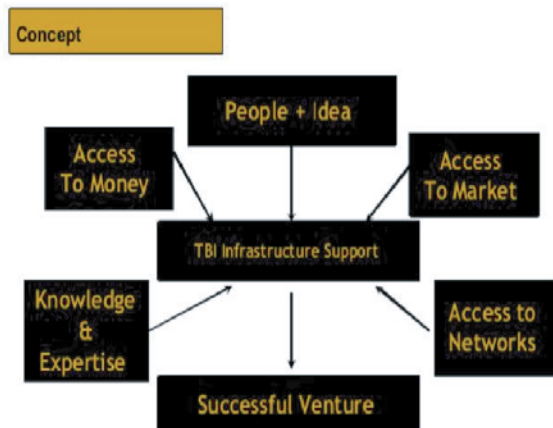 Concept
People + Idea
Access
To Money
Access
To Market
TBI Infrastructure Support
Knowledge
&
Expertise
Access to
Networks
Successful Venture